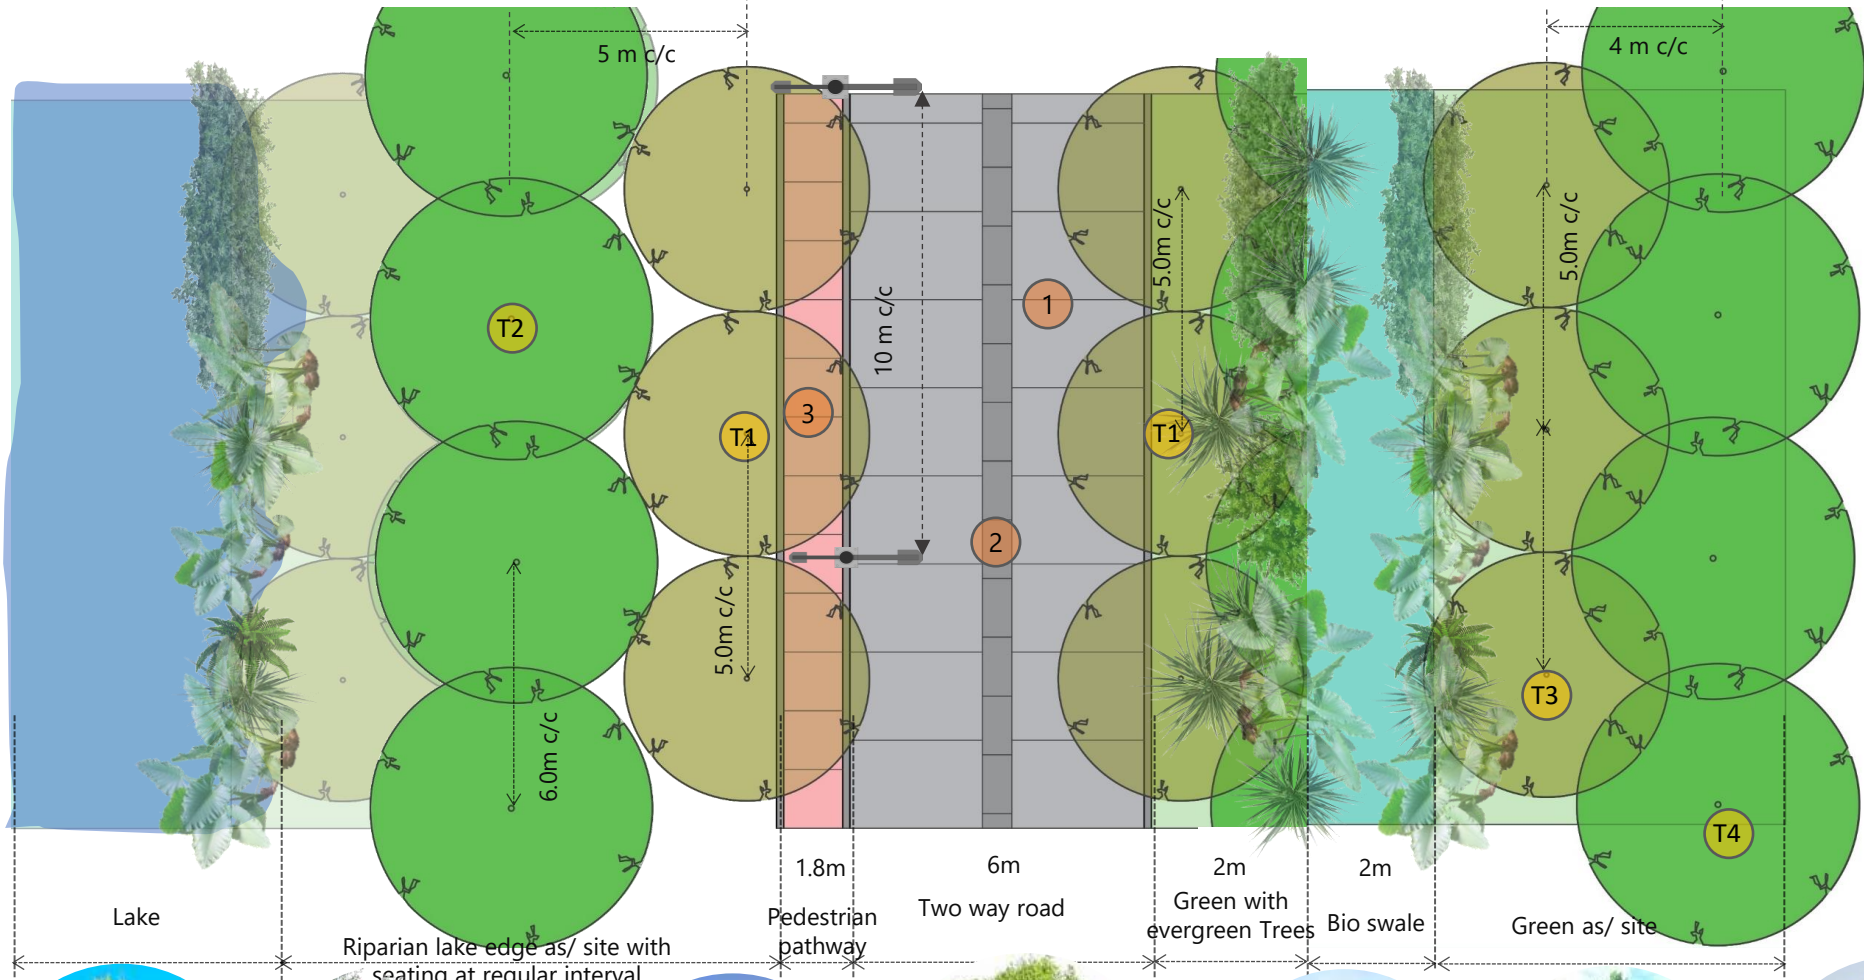 5 m c/c
4 m c/c
5.0m c/c
5.0m c/c
10 m c/c
1
T2
3
T1
T1
2
5.0m c/c
6.0m c/c
T3
T4
1.8m
6m
2m
2m
Lake
Riparian lake edge as/ site with
seating at regular interval
Pedestrian
pathway
Two way road
Green with
evergreen Trees
Bio swale
Green as/ site